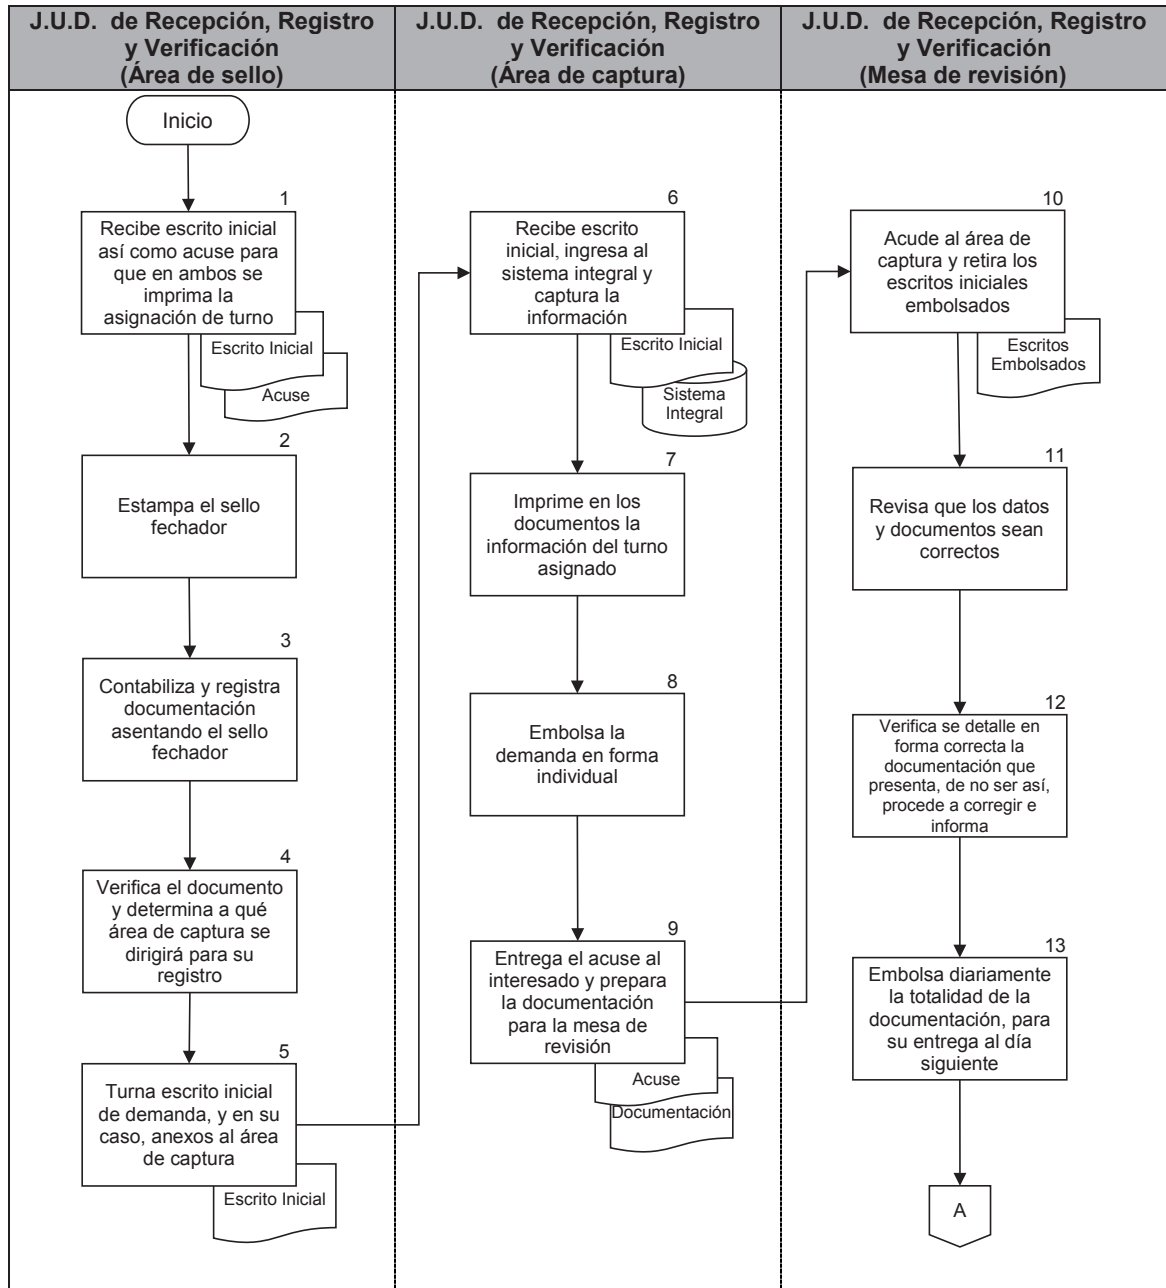 J.U.D. de Recepción, Registro
y Verificación
(Área de sello)
J.U.D. de Recepción, Registro
y Verificación
(Área de captura)
J.U.D. de Recepción, Registro
y Verificación
(Mesa de revisión)
Inicio
1
Recibe escrito inicial
así como acuse para
que en ambos se
imprima la
asignación de turno
Escrito Inicial
Acuse
2
Estampa el sello
fechador
3
Contabiliza y registra
documentación
asentando el sello
fechador
4
Verifica el documento
y determina a qué
área de captura se
dirigirá para su
registro
5
Turna escrito inicial
de demanda, y en su
caso, anexos al área
de captura
Escrito Inicial
6
Recibe escrito
inicial, ingresa al
sistema integral y
captura la
información
Escrito Inicial
Sistema
Integral
7
Imprime en los
documentos la
información del turno
asignado
8
Embolsa la
demanda en forma
individual
9
Entrega el acuse al
interesado y prepara
la documentación
para la mesa de
revisión
Acuse
Documentación
10
Acude al área de
captura y retira los
escritos iniciales
embolsados
Escritos
Embolsados
11
Revisa que los datos
y documentos sean
correctos
12
Verifica se detalle en
forma correcta la
documentación que
presenta, de no ser así,
procede a corregir e
informa
13
Embolsa diariamente
la totalidad de la
documentación, para
su entrega al día
siguiente
A